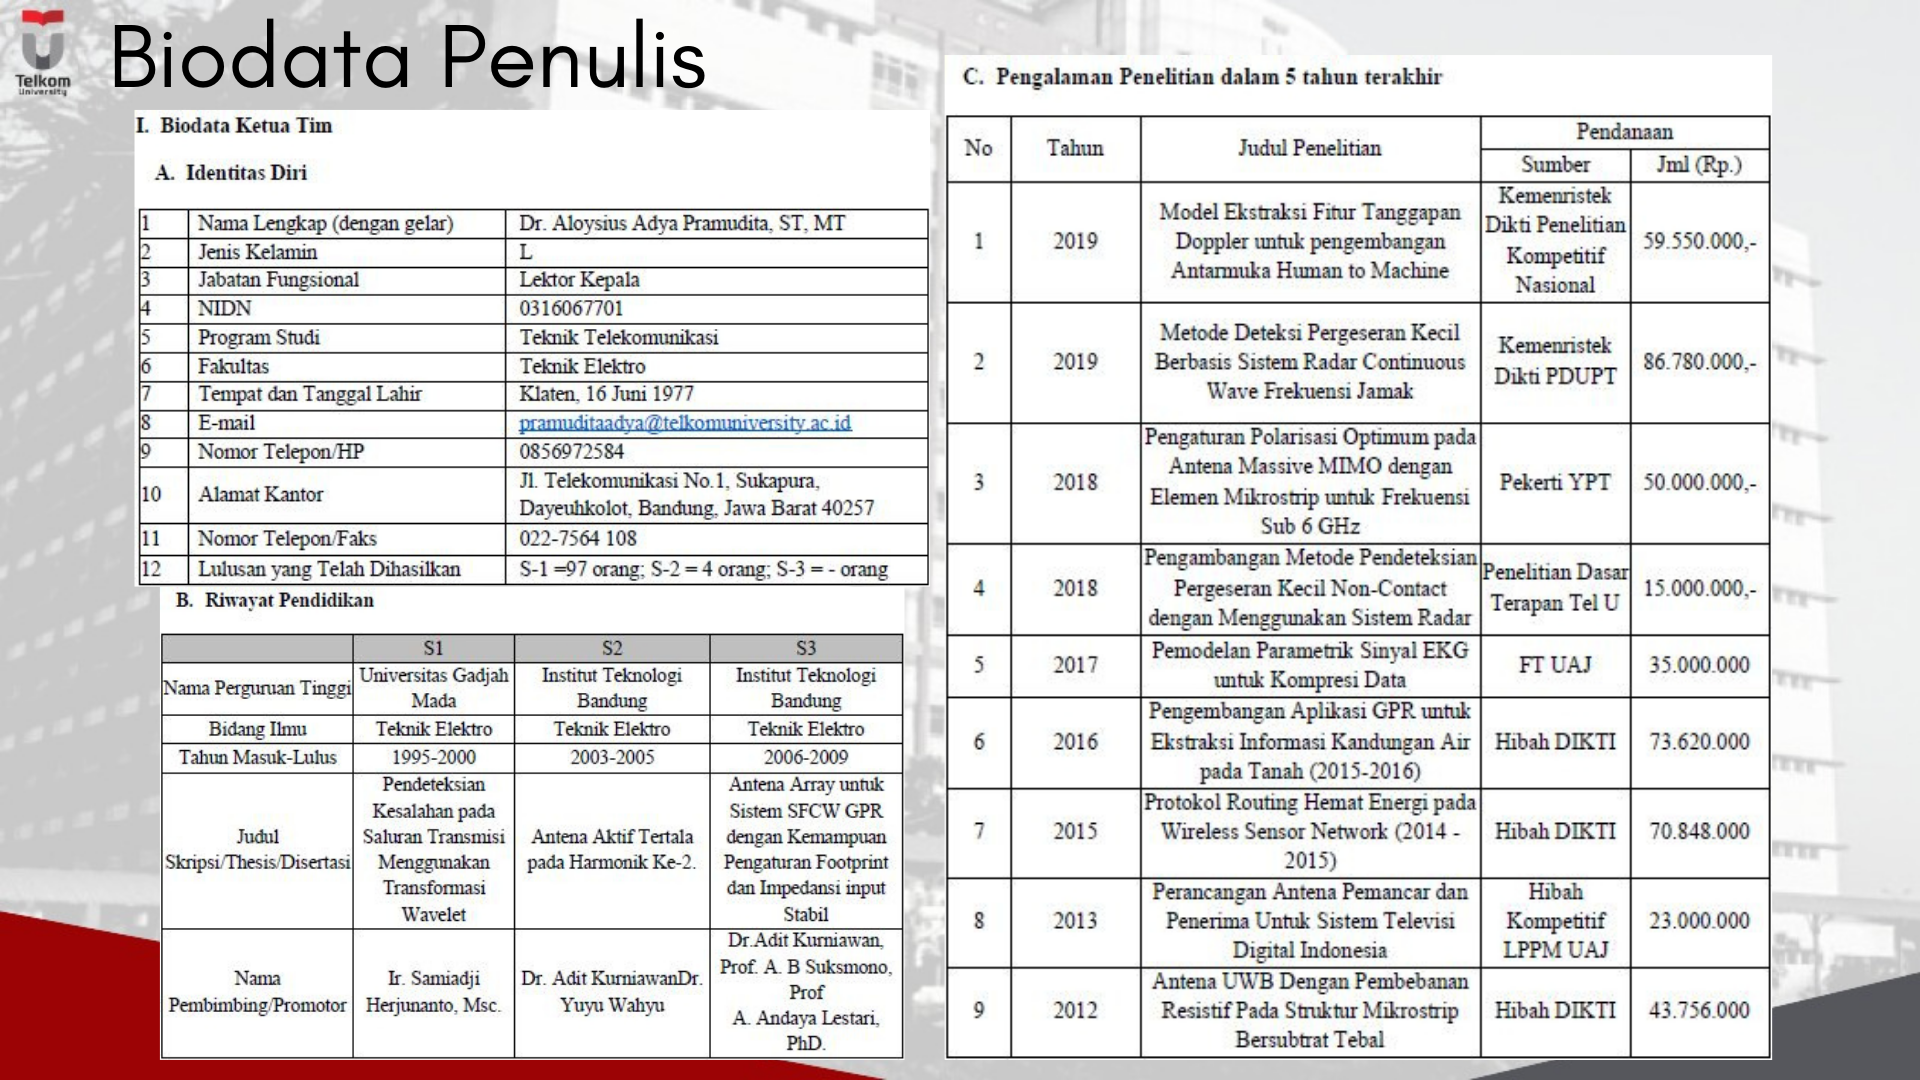 Telkom
University
Biodata Penulis
I. Biodata Ketua Tim
A. Identitas Diri
1 Nama Lengkap (dengan gelar) Dr. Aloysius Adya Pramudita, ST, MT
2 Jenis Kelamin L
3 Jabatan Fungsional Lektor Kepala
4 NIDN 0316067701
5 Program Studi Teknik Telekomunikasi
6 Fakultas Teknik Elektro
7 Tempat dan Tanggal Lahir Klaten, 16 Juni 1977
8 E-mail pramuditaadya@telkomuniversity.ac.id
9 Nomor Telepon/HP 0856972584
10 Alamat Kantor Jl. Telekomunikasi No.1, Sukapura,
Dayeuhkolot, Bandung, Jawa Barat 40257
11 Nomor Telepon/Faks 022-7564 108
12 Lulusan yang Telah Dihasilkan S-1 =97 orang; S-2 = 4 orang; S-3 = - orang
B. Riwayat Pendidikan
S1 S2 S3
Nama Perguruan Tinggi
Universitas Gadjah
Mada
Institut Teknologi
Bandung
Institut Teknologi
Bandung
Bidang Ilmu Teknik Elektro Teknik Elektro Teknik Elektro
Tahun Masuk-Lulus 1995-2000 2003-2005 2006-2009
Judul
Skripsi/Thesis/Disertasi
Pendeteksian
Kesalahan pada
Saluran Transmisi
Menggunakan
Transformasi
Wavelet
Antena Aktif Tertala
pada Harmonik Ke-2.
Antena Array untuk
Sistem SFCW GPR
dengan Kemampuan
Pengaturan Footprint
dan Impedansi input
Stabil
Nama
Pembimbing/Promotor
Ir. Samiadji
Herjunanto, Msc.
Dr. Adit KurniawanDr.
Yuyu Wahyu
Dr.Adit Kurniawan,
Prof. A. B Suksmono,
Prof
A. Andaya Lestari,
PhD.
C. Pengalaman Penelitian dalam 5 tahun terakhir
No Tahun Judul Penelitian Pendanaan
Sumber Jml (Rp.)
1 2019
Model Ekstraksi Fitur Tanggapan
Doppler untuk pengembangan
Antarmuka Human to Machine
Kemenristek
Dikti Penelitian
Kompetitif
Nasional
59.550.000,-
2 2019
Metode Deteksi Pergeseran Kecil
Berbasis Sistem Radar Continuous
Wave Frekuensi Jamak
Kemenristek
Dikti PDUPT
86.780.000,-
3 2018
Pengaturan Polarisasi Optimum pada
Antena Massive MIMO dengan
Elemen Mikrostrip untuk Frekuensi
Sub 6 GHz
Pekerti YPT
50.000.000,-
4 2018
Pengambangan Metode Pendeteksian
Pergeseran Kecil Non-Contact
dengan Menggunakan Sistem Radar
Penelitian Dasar
Terapan Tel U
15.000.000,-
5 2017
Pemodelan Parametrik Sinyal EKG
untuk Kompresi Data
FT UAJ
35.000.000
6 2016
Pengembangan Aplikasi GPR untuk
Ekstraksi Informasi Kandungan Air
pada Tanah (2015-2016)
Hibah DIKTI
73.620.000
7 2015
Protokol Routing Hemat Energi pada
Wireless Sensor Network (2014 -
2015)
Hibah DIKTI
70.848.000
8 2013
Perancangan Antena Pemancar dan
Penerima Untuk Sistem Televisi
Digital Indonesia
Hibah
Kompetitif
LPPM UAJ
23.000.000
9 2012
Antena UWB Dengan Pembebanan
Resistif Pada Struktur Mikrostrip
Bersubtrat Tebal
Hibah DIKTI
43.756.000